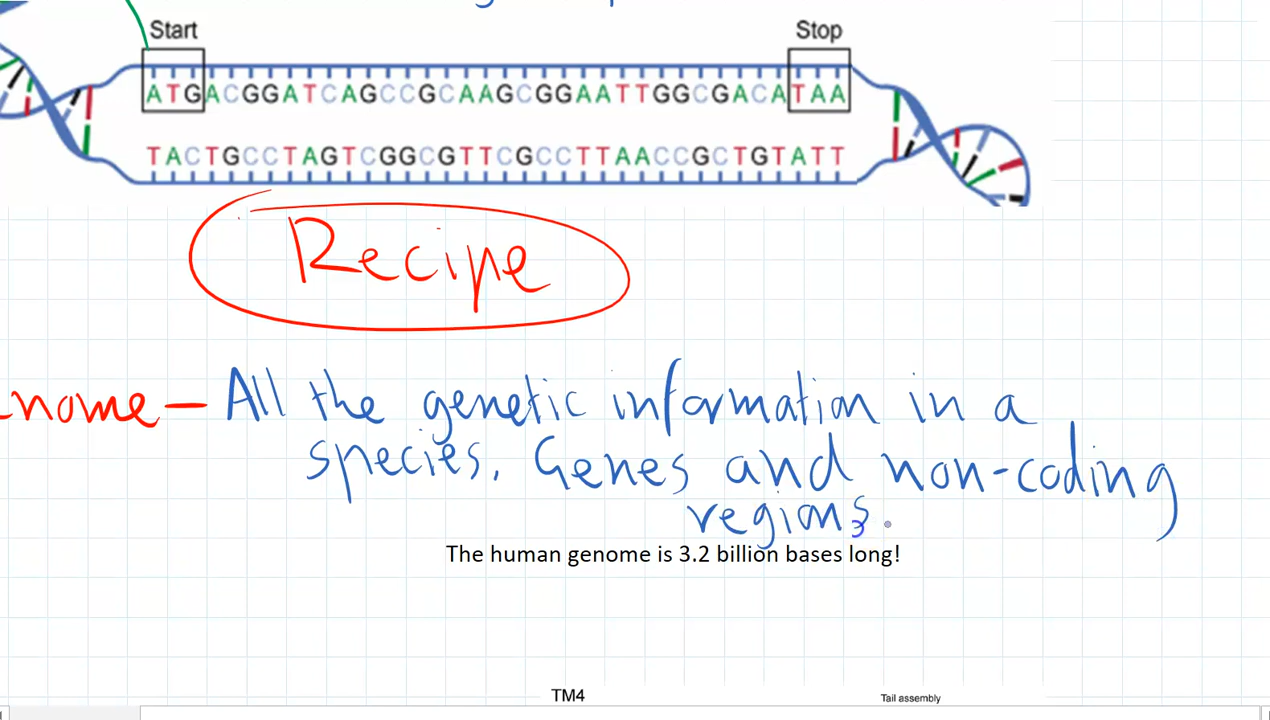 Start Stop
ATGACGGATCAGCCGCAAGCGGAATTGGCGACATAA
TACTGCCTAGTCGGCGTTCGCCTTAACCGCTGTATT
Recipe
nome - All the genetic information in a
species. Genes and non-coding
regions.
The human genome is 3.2 billion bases long!
TM4 Tail assembly